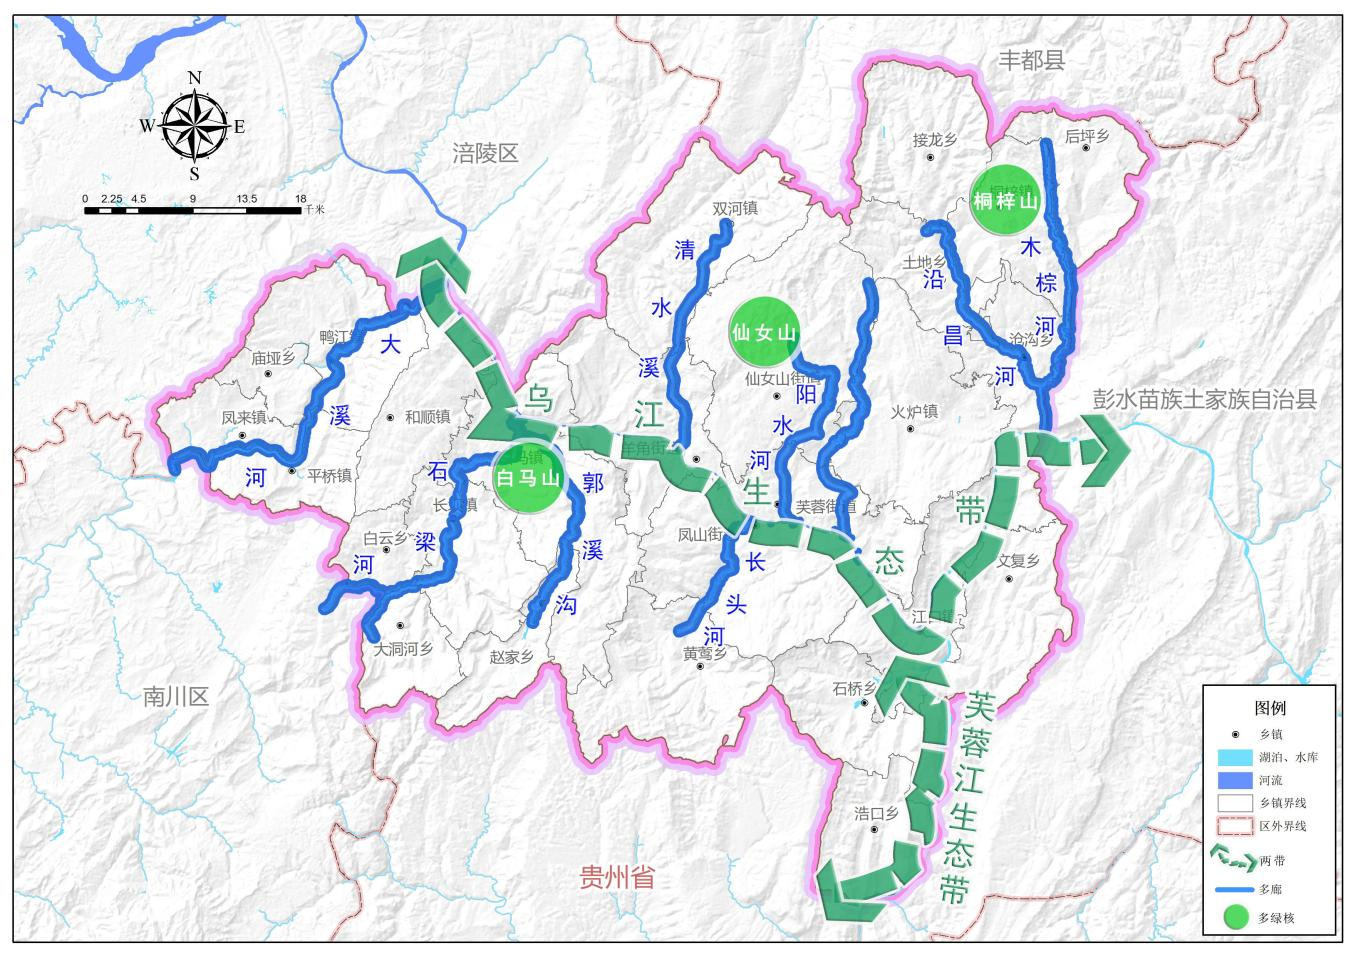 丰都县
N
W E
S
0 2.25 4.5 9 13.5 18
千米
涪陵区
接龙乡
后坪乡
桐梓山
双河镇
清水溪
木棕河
土地乡
沿昌河
沧沟乡
仙女山
仙女山街道
阳水河
鸭江镇
大溪河
庙垭乡
凤来镇
和顺镇
平桥镇
彭水苗族土家族自治县
火炉镇
乌江生态带
羊角街道
白马山
石梁河
长坝镇
郭溪沟
白云乡
凤山街
芙蓉街道
长头河
文复乡
江口镇
大洞河乡
赵家乡
黄莺乡
石桥乡
南川区
芙蓉江生态带
浩口乡
贵州省
图例
乡镇
湖泊、水库
河流
乡镇界线
区外界线
两带
多廊
多绿核